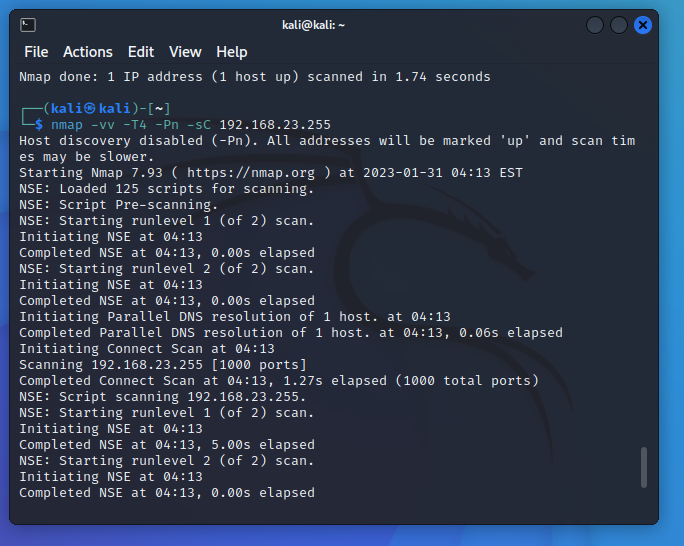 kali@kali: ~
File Actions Edit View Help
Nmap done: 1 IP address (1 host up) scanned in 1.74 seconds
┌──(kali㉿kali)-[~]
└─$ nmap -vv -T4 -Pn -sC 192.168.23.255
Host discovery disabled (-Pn). All addresses will be marked 'up' and scan tim
es may be slower.
Starting Nmap 7.93 ( https://nmap.org ) at 2023-01-31 04:13 EST
NSE: Loaded 125 scripts for scanning.
NSE: Script Pre-scanning.
NSE: Starting runlevel 1 (of 2) scan.
Initiating NSE at 04:13
Completed NSE at 04:13, 0.00s elapsed
NSE: Starting runlevel 2 (of 2) scan.
Initiating NSE at 04:13
Completed NSE at 04:13, 0.00s elapsed
Initiating Parallel DNS resolution of 1 host. at 04:13
Completed Parallel DNS resolution of 1 host. at 04:13, 0.06s elapsed
Initiating Connect Scan at 04:13
Scanning 192.168.23.255 [1000 ports]
Completed Connect Scan at 04:13, 1.27s elapsed (1000 total ports)
NSE: Script scanning 192.168.23.255.
NSE: Starting runlevel 1 (of 2) scan.
Initiating NSE at 04:13
Completed NSE at 04:13, 5.00s elapsed
NSE: Starting runlevel 2 (of 2) scan.
Initiating NSE at 04:13
Completed NSE at 04:13, 0.00s elapsed